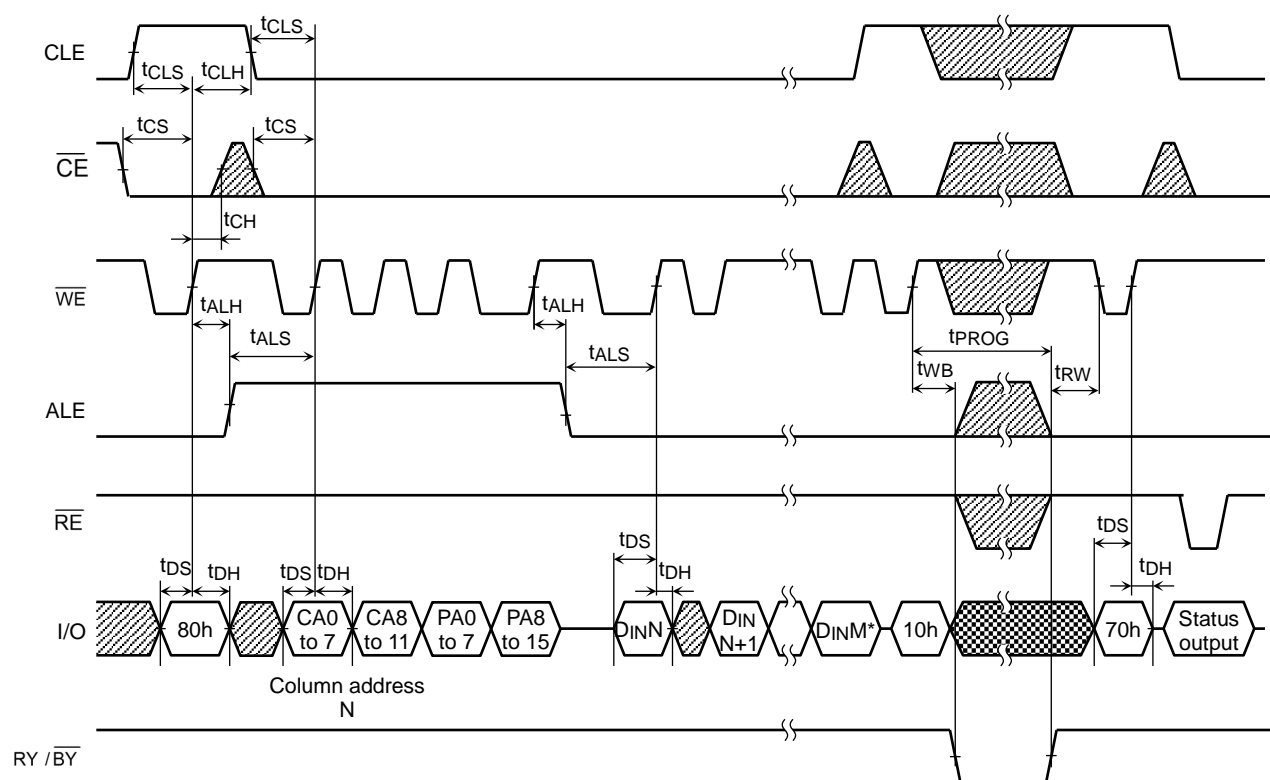 tCLS
CLE
tCLS tCLH
tCS tCS
CE
tCH
WE
tALH tALH
tALS tALS
tPROG
tWB tRW
ALE
RE
tDS tDS
tDS tDH tDS tDH tDH tDH
I/O
80h
CA0 to 7
CA8 to 11
PA0 to 7
PA8 to 15
DINN
DIN N+1
DINM*
10h
70h
Status output
Column address
N
RY / BY